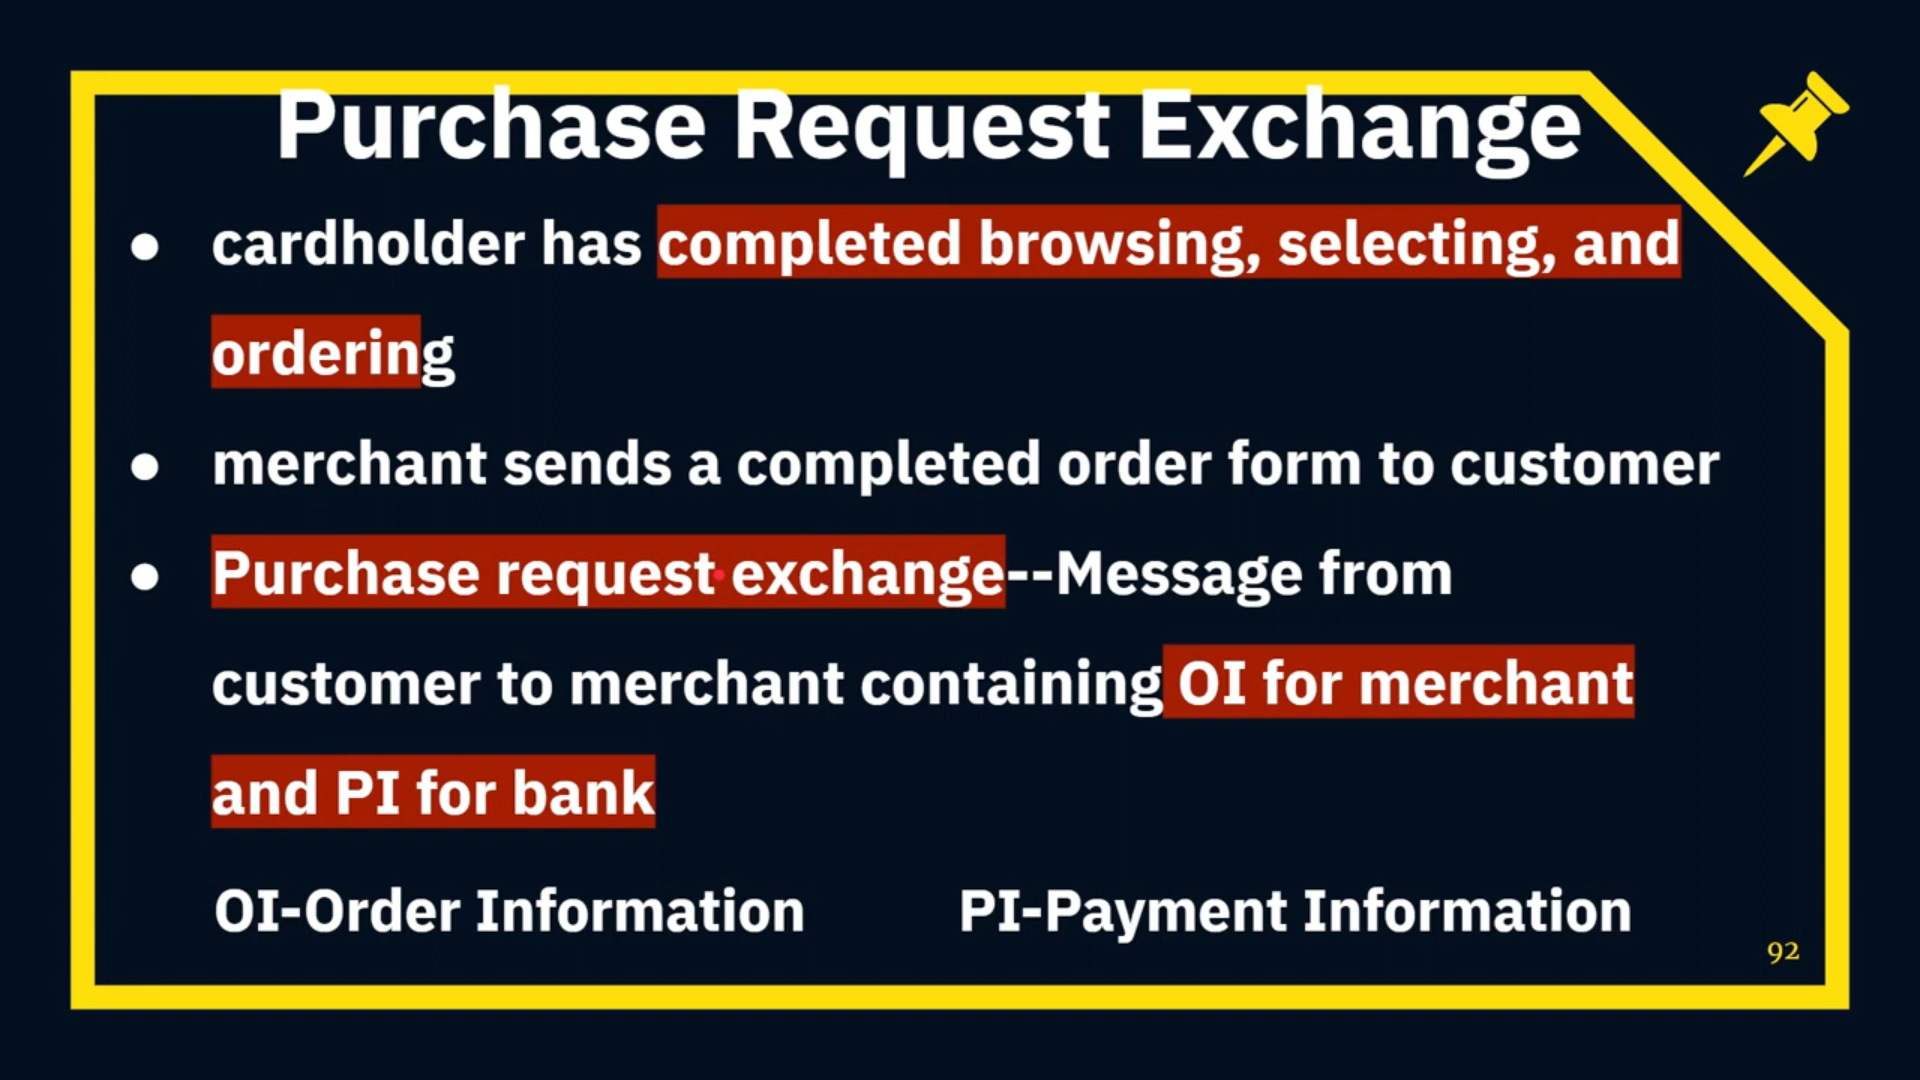 Purchase Request Exchange
● cardholder has completed browsing, selecting, and
ordering
● merchant sends a completed order form to customer
● Purchase request exchange--Message from
customer to merchant containing OI for merchant
and PI for bank
OI-Order Information PI-Payment Information
92